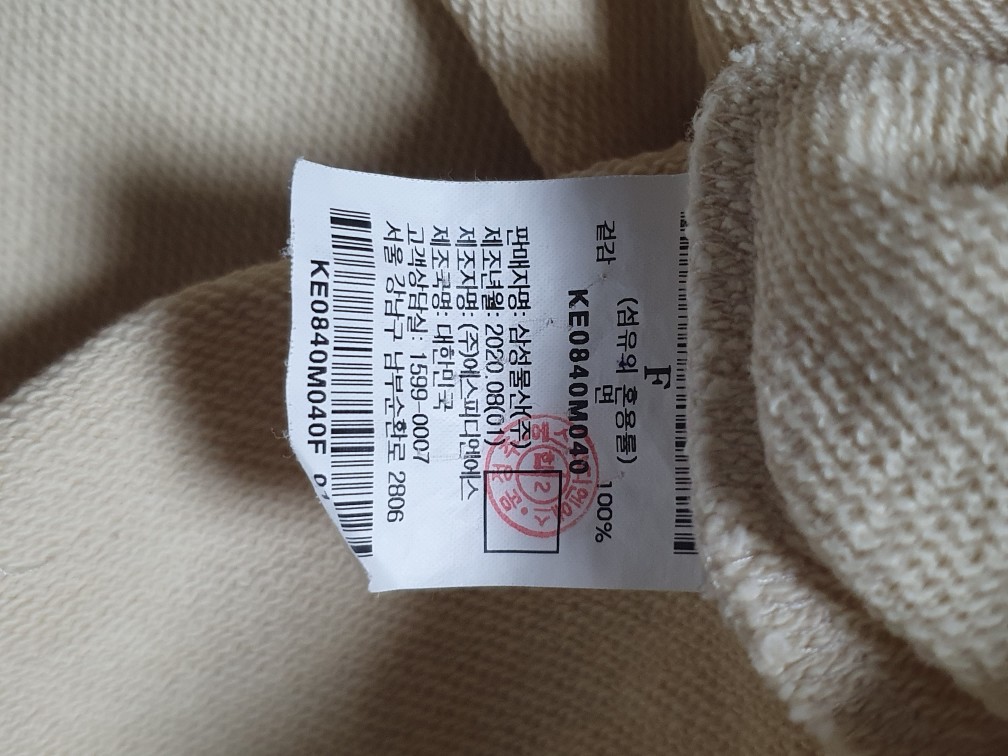 F
(섬유의 혼용률)
겉감 면 100%
KE0840M040
판매자명: 삼성물산(주)
제조년월: 2020.08(01)
제조자명: (주)에스피디엔에스
제조국명: 대한민국
고객상담실: 1599-0007
서울 강남구 남부순환로 2806
KE0840M040F